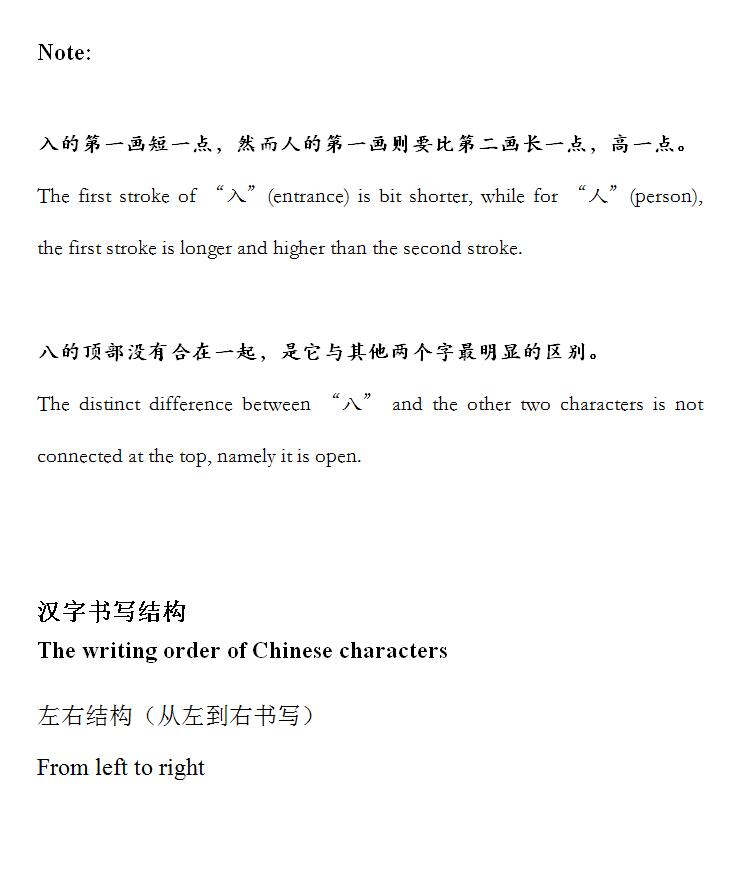 Note:
入的第一画短一点，然而人的第一画则要比第二画长一点，高一点。
The first stroke of “入” (entrance) is bit shorter, while for “人” (person),
the first stroke is longer and higher than the second stroke.
八的顶部没有合在一起，是它与其他两个字最明显的区别。
The distinct difference between “八” and the other two characters is not
connected at the top, namely it is open.
汉字书写结构
The writing order of Chinese characters
左右结构（从左到右书写）
From left to right